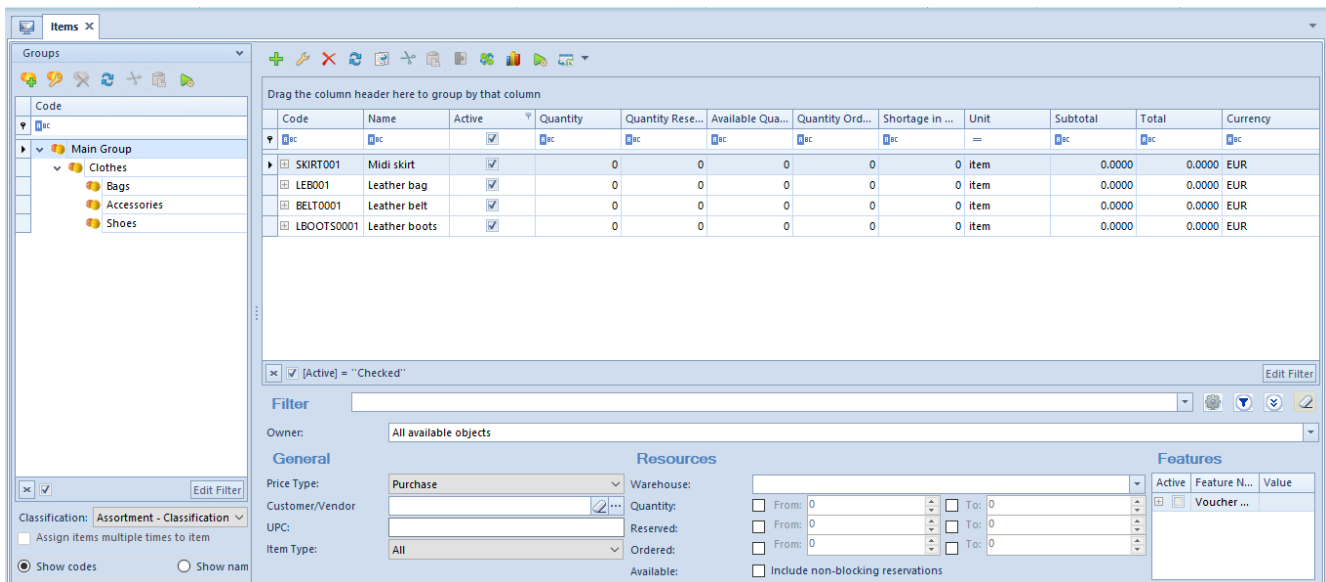 Items
Groups
Code
Main Group
Clothes
Bags
Accessories
Shoes
Edit Filter
Classification: Assortment - Classification
Assign items multiple times to item
Show codes Show nam
Drag the column header here to group by that column
Code Name Active Quantity Quantity Rese... Available Qua... Quantity Ord... Shortage in ... Unit Subtotal Total Currency
=
SKIRT001 Midi skirt 0 0 0 0 0 item 0.0000 0.0000 EUR
LEB001 Leather bag 0 0 0 0 0 item 0.0000 0.0000 EUR
BELT0001 Leather belt 0 0 0 0 0 item 0.0000 0.0000 EUR
LBOOTS0001 Leather boots 0 0 0 0 0 item 0.0000 0.0000 EUR
[Active] = "Checked" Edit Filter
Filter
Owner: All available objects
General Resources Features
Price Type: Purchase Warehouse: Active Feature N... Value
Customer/Vendor Quantity: From: 0 To: 0 Voucher ...
UPC: Reserved: From: 0 To: 0
Item Type: All Ordered: From: 0 To: 0
Available: Include non-blocking reservations